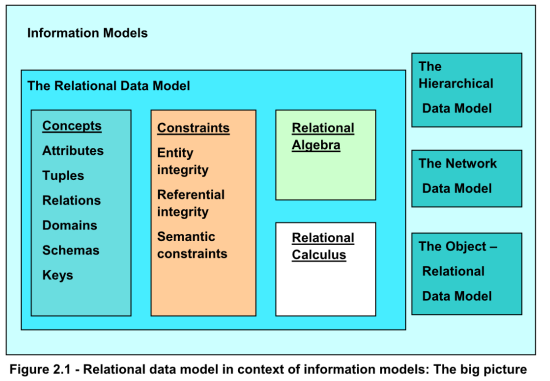 Information Models
The Relational Data Model
Concepts
Attributes
Tuples
Relations
Domains
Schemas
Keys
Constraints
Entity
integrity
Referential
integrity
Semantic
constraints
Relational
Algebra
Relational
Calculus
The
Hierarchical
Data Model
The Network
Data Model
The Object –
Relational
Data Model
Figure 2.1 - Relational data model in context of information models: The big picture